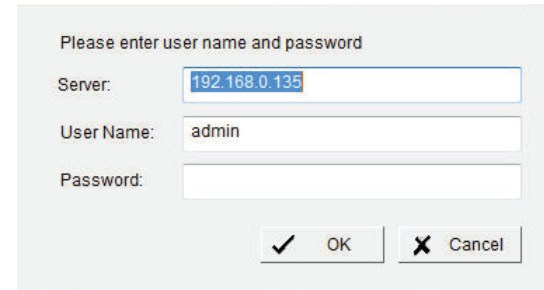 Please enter user name and password
Server: 192.168.0.135
User Name: admin
Password:
OK Cancel